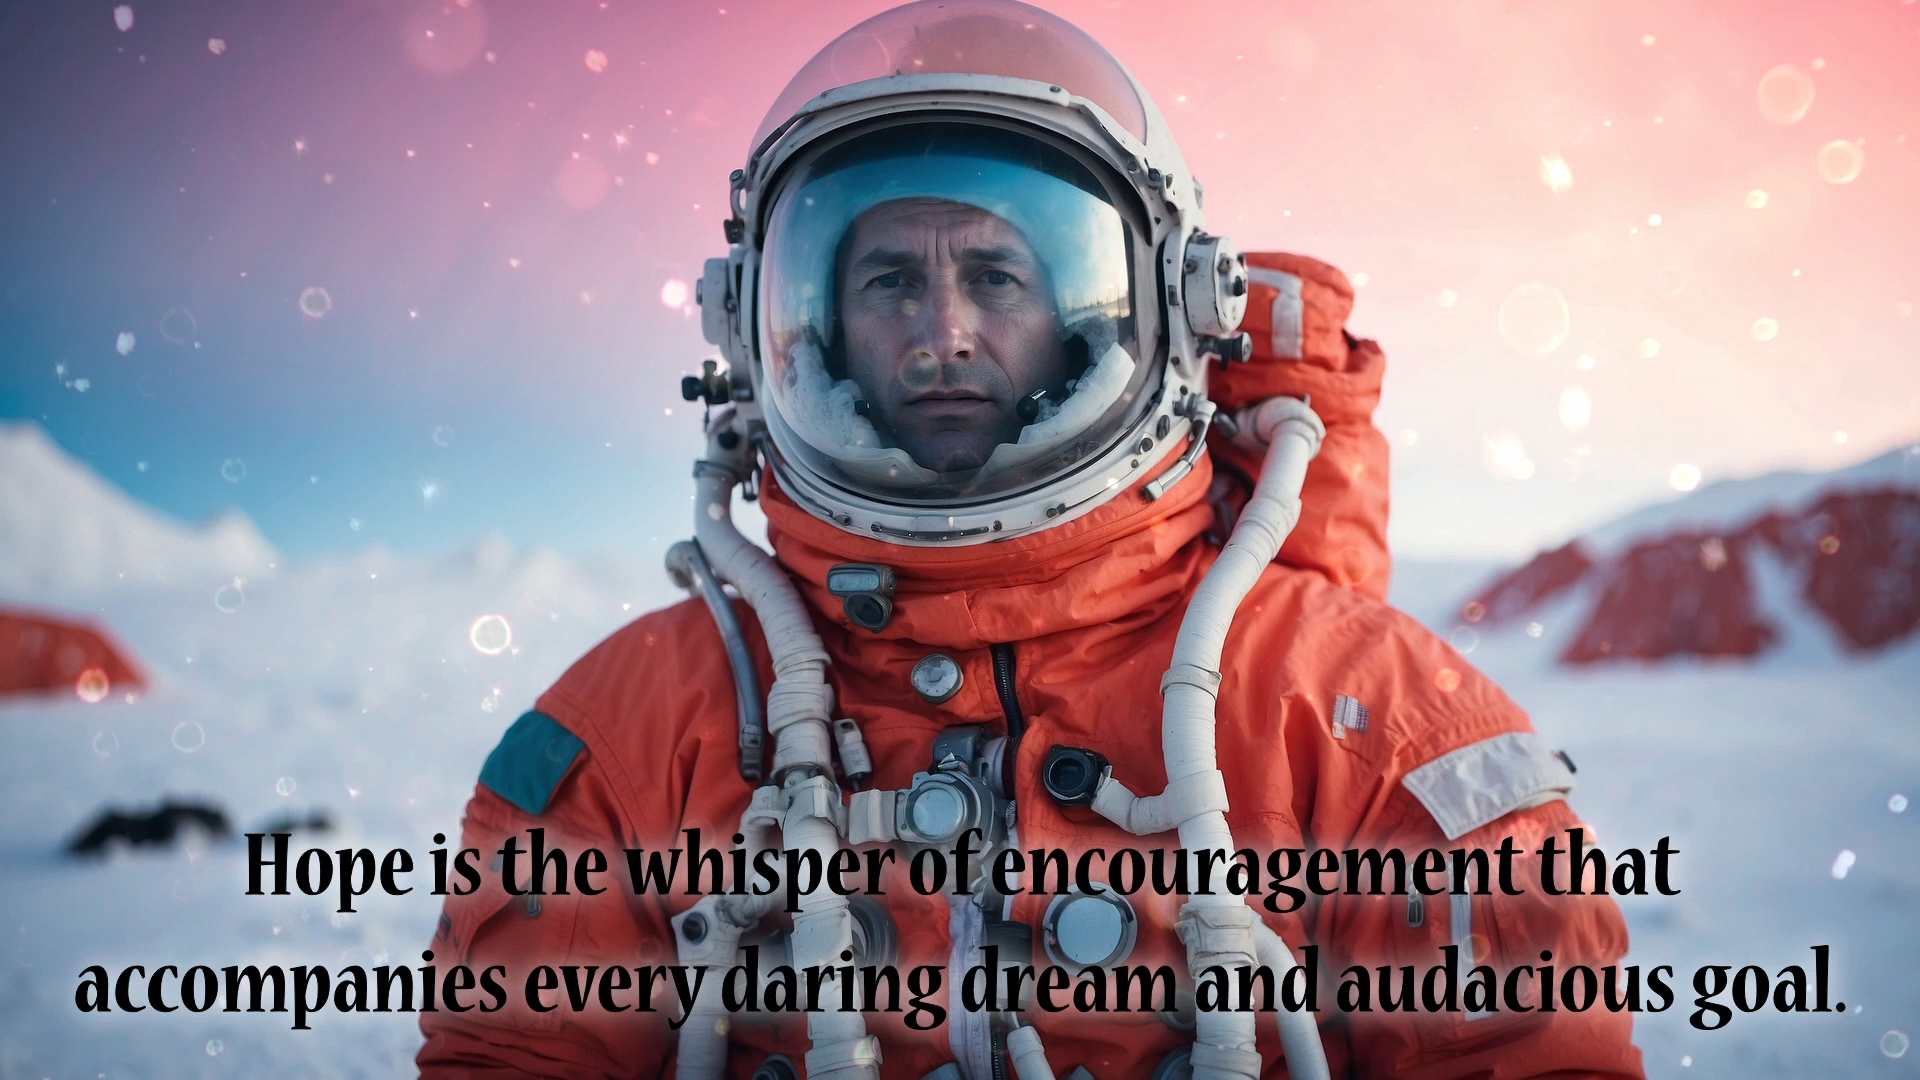 Hope is the whisper of encouragement that
accompanies every daring dream and audacious goal.